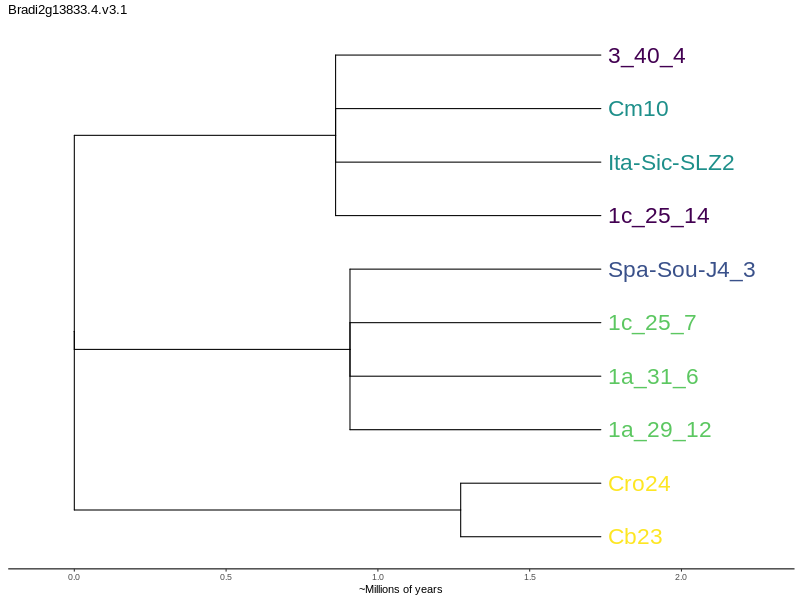 Bradi2g13833.4.v3.1
3_40_4
Cm10
Ita-Sic-SLZ2
1c_25_14
Spa-Sou-J4_3
1c_25_7
1a_31_6
1a_29_12
Cro24
Cb23
0.0 0.5 1.0 1.5 2.0
~Millions of years